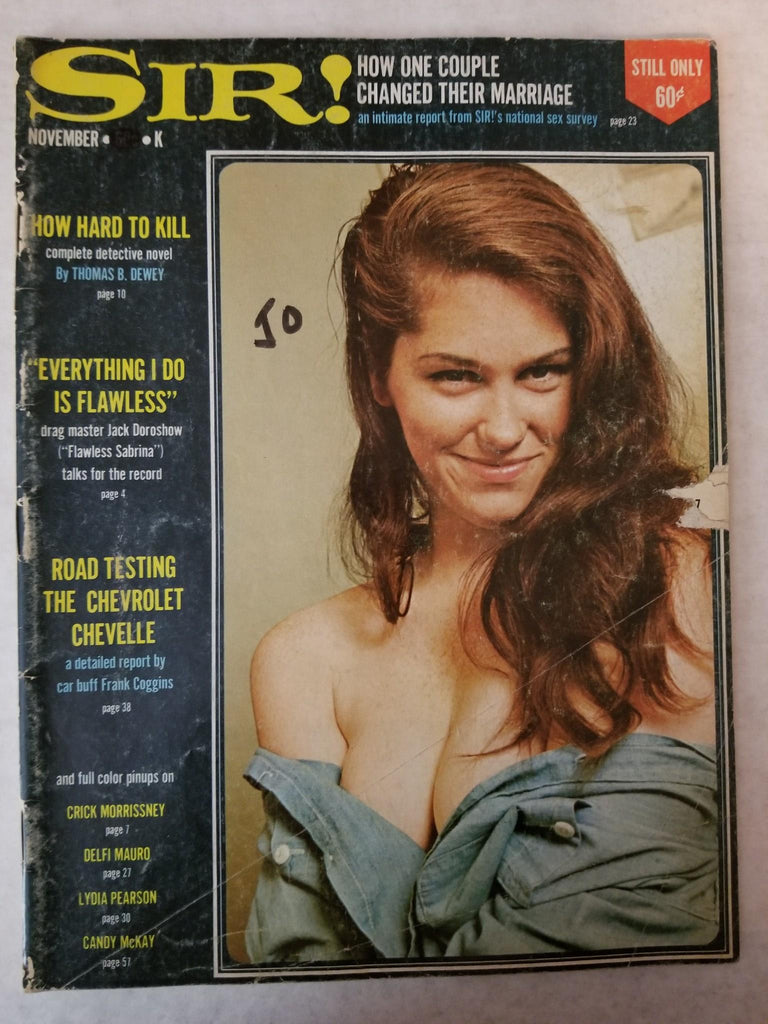 SIR!
HOW ONE COUPLE
CHANGED THEIR MARRIAGE
an intimate report from SIR!'s national sex survey page 23
STILL ONLY
60¢
NOVEMBER • • K
HOW HARD TO KILL
complete detective novel
By THOMAS B. DEWEY
page 10
JO
"EVERYTHING I DO
IS FLAWLESS"
drag master Jack Doroshow
("Flawless Sabrina")
talks for the record
page 4
7
ROAD TESTING
THE CHEVROLET
CHEVELLE
a detailed report by
car buff Frank Coggins
page 38
and full color pinups on
CRICK MORRISSNEY
page 7
DELFI MAURO
page 27
LYDIA PEARSON
page 30
CANDY McKAY
page 57